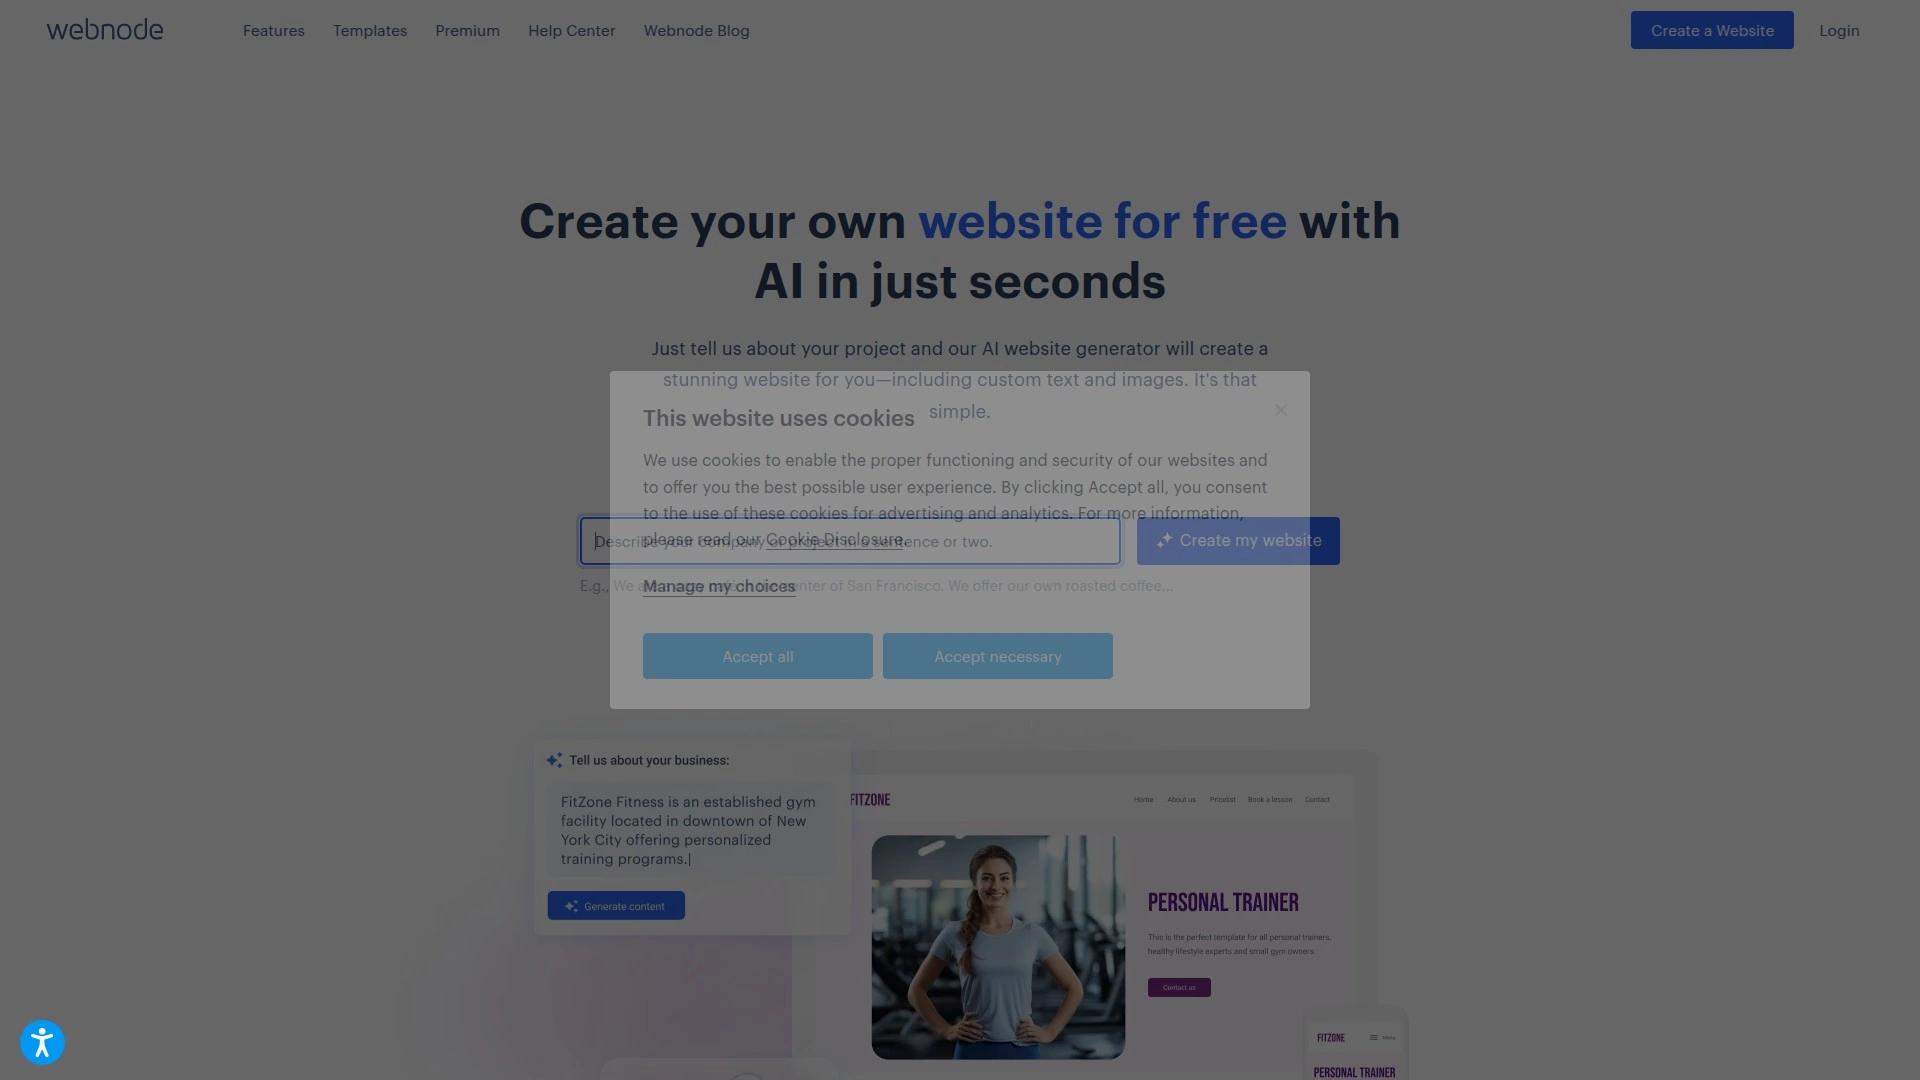 webnode
Features
Templates
Premium
Help Center
Webnode Blog
Create a Website
Login
Create your own website for free with
AI in just seconds
Just tell us about your project and our AI website generator will create a
stunning website for you—including custom text and images. It's that
simple.
This website uses cookies
We use cookies to enable the proper functioning and security of our websites and
to offer you the best possible user experience. By clicking Accept all, you consent
to the use of these cookies for advertising and analytics. For more information,
please read our Cookie Disclosure.
Describe your company or project in a sentence or two.
Create my website
E.g., We center of San Francisco. We offer our own roasted coffee...
Manage my choices
Accept all
Accept necessary
Tell us about your business:
FitZone Fitness is an established gym
facility located in downtown of New
York City offering personalized
training programs.
Generate content
FITZONE
Home
About us
Pricelist
Book a lesson
Contact
PERSONAL TRAINER
This is the perfect template for all personal trainers,
healthy lifestyle experts and small gym owners.
Contact us
FITZONE
Menu
PERSONAL TRAINER